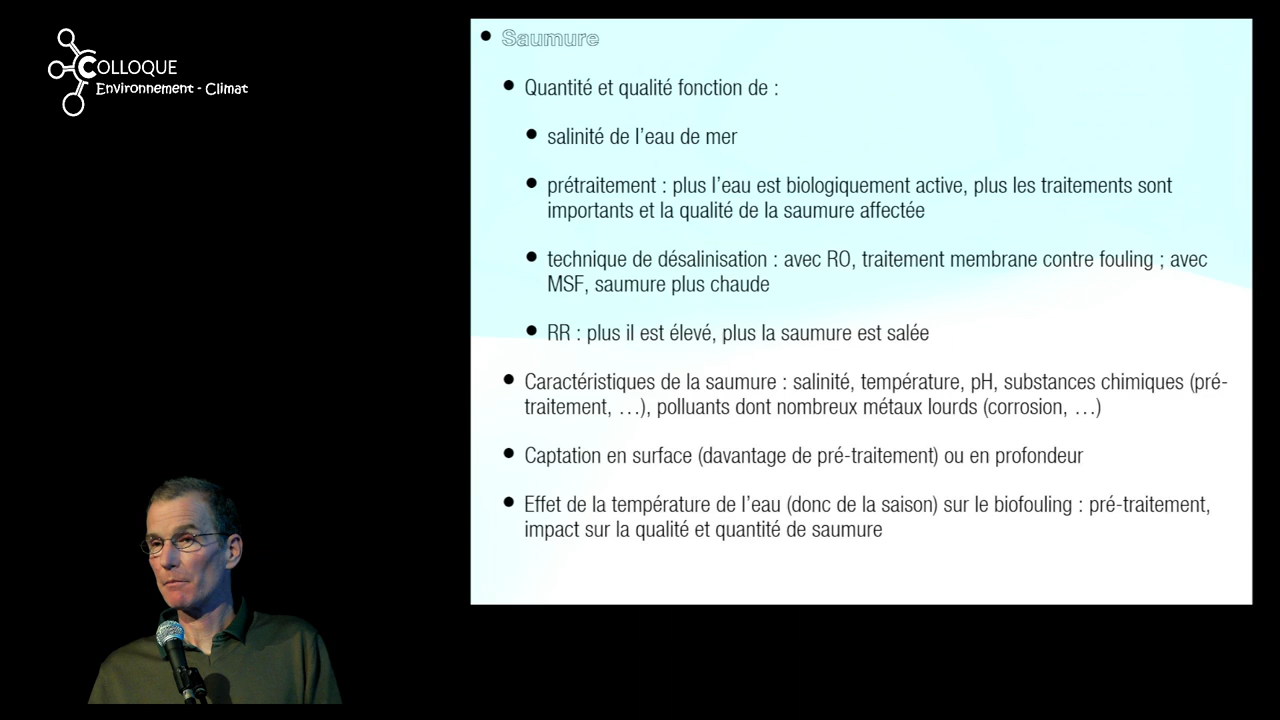 COLLOQUE
Environnement - Climat
• Saumure
• Quantité et qualité fonction de :
• salinité de l'eau de mer
• prétraitement : plus l'eau est biologiquement active, plus les traitements sont
importants et la qualité de la saumure affectée
• technique de désalinisation : avec RO, traitement membrane contre fouling ; avec
MSF, saumure plus chaude
• RR : plus il est élevé, plus la saumure est salée
• Caractéristiques de la saumure : salinité, température, pH, substances chimiques (pré-
traitement, …), polluants dont nombreux métaux lourds (corrosion, …)
• Captation en surface (davantage de pré-traitement) ou en profondeur
• Effet de la température de l'eau (donc de la saison) sur le biofouling : pré-traitement,
impact sur la qualité et quantité de saumure